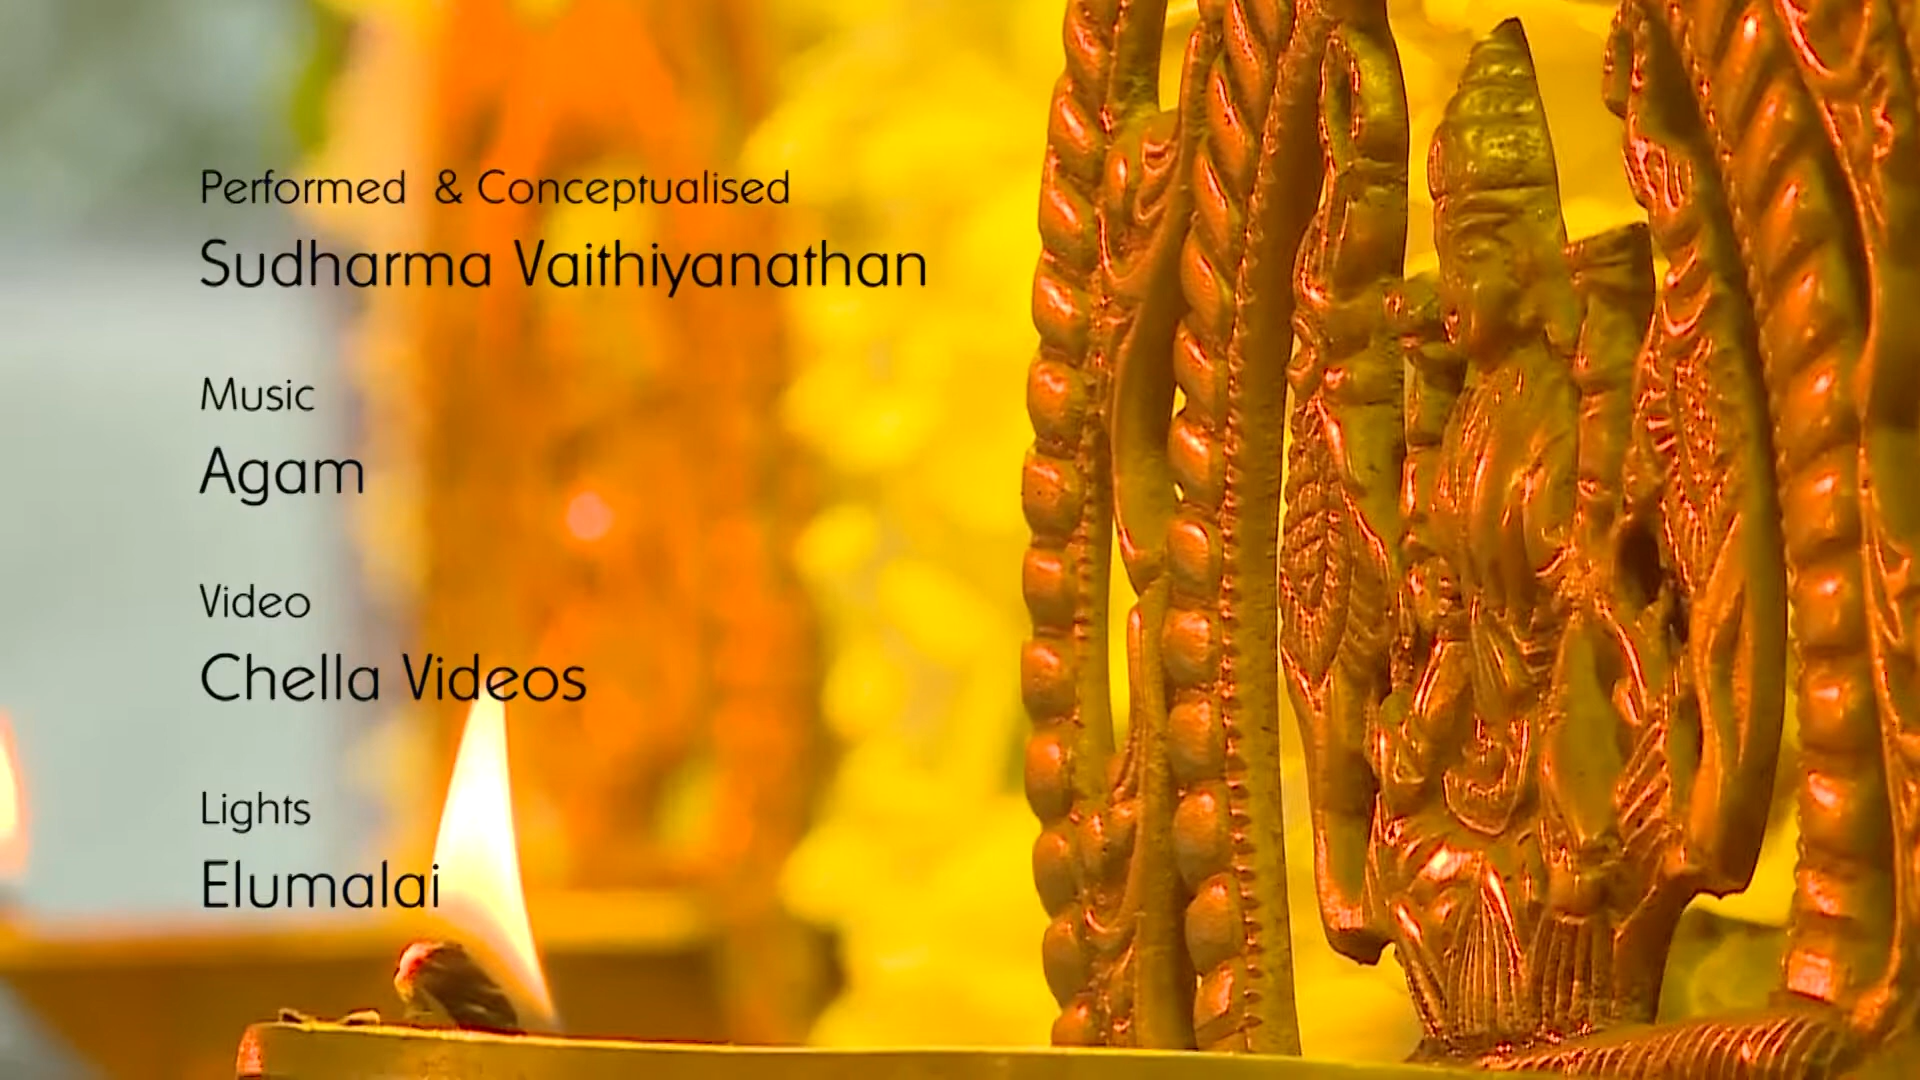 Performed & Conceptualised
Sudharma Vaithiyanathan
Music
Agam
Video
Chella Videos
Lights
Elumalai